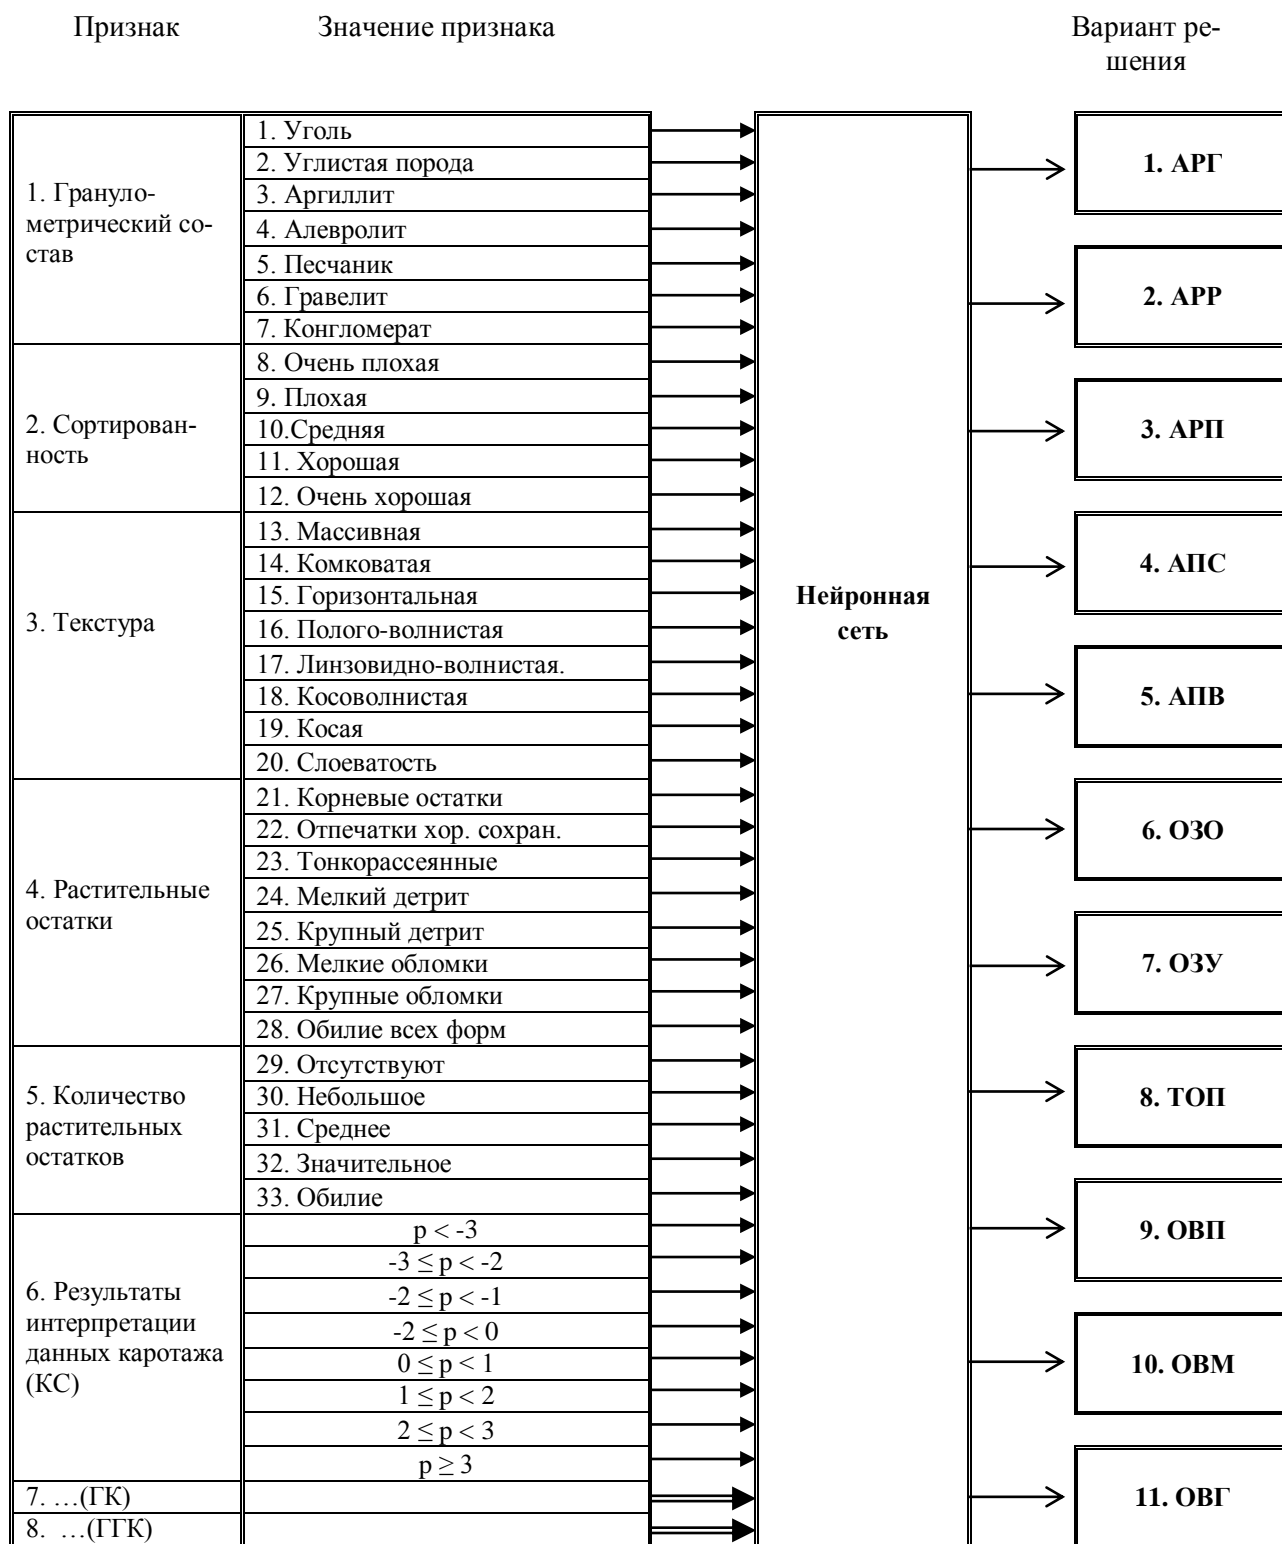 Признак
Значение признака
Вариант ре-
шения
1. Грануло-
метрический со-
став
1. Уголь
2. Углистая порода
3. Аргиллит
4. Алевролит
5. Песчаник
6. Гравелит
7. Конгломерат
2. Сортирован-
ность
8. Очень плохая
9. Плохая
10.Средняя
11. Хорошая
12. Очень хорошая
3. Текстура
13. Массивная
14. Комковатая
15. Горизонтальная
16. Полого-волнистая
17. Линзовидно-волнистая.
18. Косоволнистая
19. Косая
20. Слоеватость
4. Растительные
остатки
21. Корневые остатки
22. Отпечатки хор. сохран.
23. Тонкорассеянные
24. Мелкий детрит
25. Крупный детрит
26. Мелкие обломки
27. Крупные обломки
28. Обилие всех форм
5. Количество
растительных
остатков
29. Отсутствуют
30. Небольшое
31. Среднее
32. Значительное
33. Обилие
6. Результаты
интерпретации
данных каротажа
(КС)
p < -3
-3 ≤ p < -2
-2 ≤ p < -1
-2 ≤ p < 0
0 ≤ p < 1
1 ≤ p < 2
2 ≤ p < 3
p ≥ 3
7. …(ГК)
8. …(ГГК)
Нейронная
сеть
1. АРГ
2. АРР
3. АРП
4. АПС
5. АПВ
6. ОЗО
7. ОЗУ
8. ТОП
9. ОВП
10. ОВМ
11. ОВГ